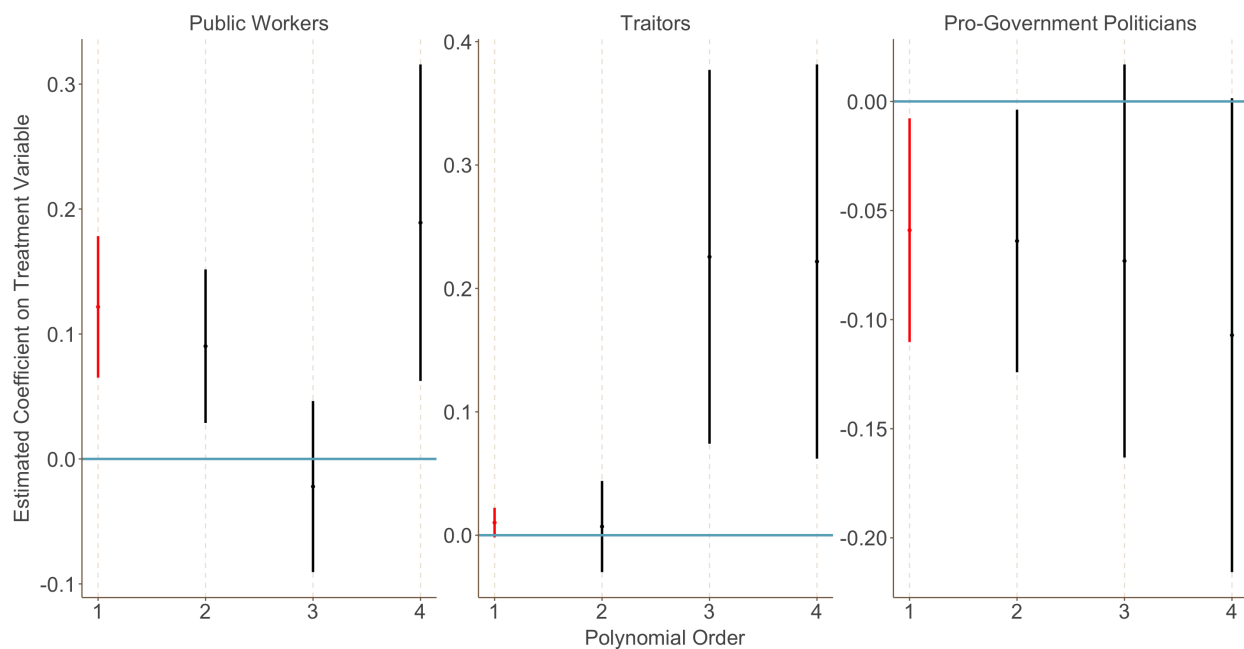 Public Workers
Traitors
Pro-Government Politicians
Estimated Coefficient on Treatment Variable
0.3
0.2
0.1
0.0
-0.1
1 2 3 4
0.4
0.3
0.2
0.1
0.0
1 2 3 4
0.00
-0.05
-0.10
-0.15
-0.20
1 2 3 4
Polynomial Order